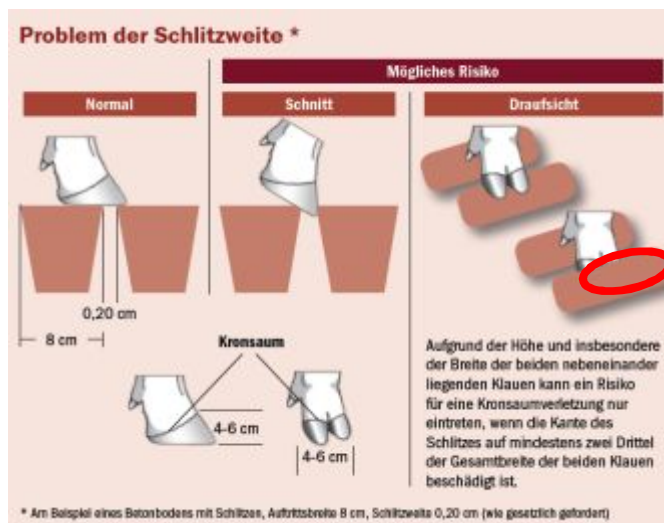 Problem der Schlitzweite *
Mögliches Risiko
Normal
Schnitt
Draufsicht
0,20 cm
8 cm
Kronsaum
4-6 cm
4-6 cm
Aufgrund der Höhe und insbesondere
der Breite der beiden nebeneinander
liegenden Klauen kann ein Risiko
für eine Kronsaumverletzung nur
eintreten, wenn die Kante des
Schlitzes auf mindestens zwei Drittel
der Gesamtbreite der beiden Klauen
beschädigt ist.
* Am Beispiel eines Betonbodens mit Schlitzen, Auftrittsbreite 8 cm, Schlitzweite 0,20 cm (wie gesetzlich gefordert)